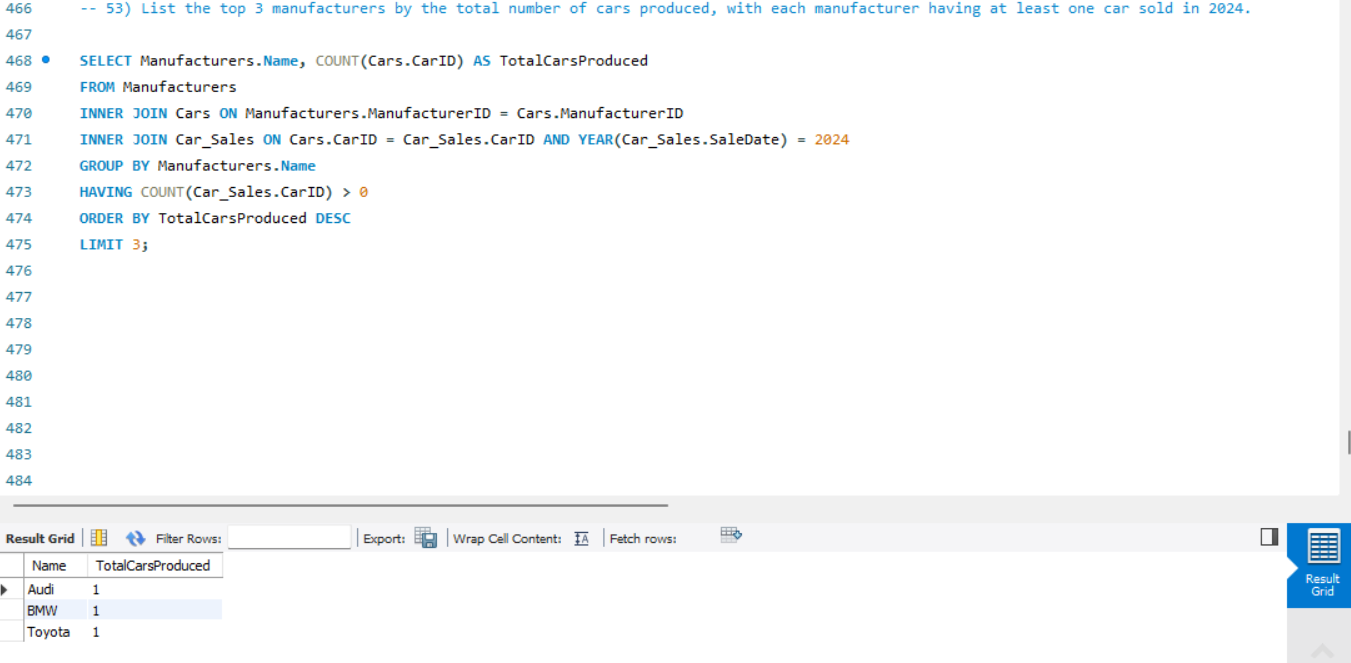 466 -- 53) List the top 3 manufacturers by the total number of cars produced, with each manufacturer having at least one car sold in 2024.
467
468 SELECT Manufacturers.Name, COUNT(Cars.CarID) AS TotalCarsProduced
469 FROM Manufacturers
470 INNER JOIN Cars ON Manufacturers.ManufacturerID = Cars.ManufacturerID
471 INNER JOIN Car_Sales ON Cars.CarID = Car_Sales.CarID AND YEAR(Car_Sales.SaleDate) = 2024
472 GROUP BY Manufacturers.Name
473 HAVING COUNT(Car_Sales.CarID) > 0
474 ORDER BY TotalCarsProduced DESC
475 LIMIT 3;
476
477
478
479
480
481
482
483
484
Result Grid Filter Rows: Export: Wrap Cell Content: IA Fetch rows:
Name TotalCarsProduced
Audi 1
BMW 1
Toyota 1
Result
Grid